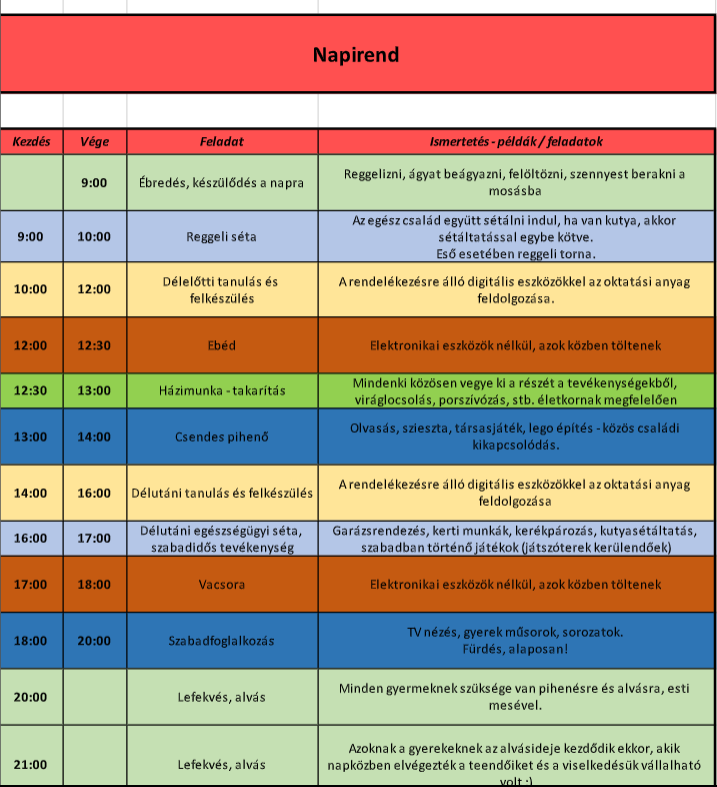 Napirend
Kezdés Vége Feladat Ismertetés - példák / feladatok
9:00 Ébredés, készülődés a napra Reggelizni, ágyat beágyazni, felöltözni, szennyest berakni a
mosásba
Az egész család együtt sétálni indul, ha van kutya, akkor
9:00 10:00 Reggeli séta sétáltatással egybe kötve.
Eső esetében reggeli torna.
10:00 12:00 Délelőtti tanulás és
felkészülés
A rendelékezésre álló digitális eszközökkel az oktatási anyag
feldolgozása.
12:00 12:30 Ebéd Elektronikai eszközök nélkül, azok közben töltenek
12:30 13:00 Házimunka - takarítás Mindenki közösen vegye ki a részét a tevékenységekből,
viráglocsolás, porszívózás, stb. életkornak megfelelően
13:00 14:00 Csendes pihenő Olvasás, szieszta, társasjáték, lego építés - közös családi
kikapcsolódás.
14:00 16:00 Délutáni tanulás és felkészülés A rendelékezésre álló digitális eszközökkel az oktatási anyag
feldolgozása
16:00 17:00 Délutáni egészségügyi séta,
szabadidős tevékenység
Garázsrendezés, kerti munkák, kerékpározás, kutyasétáltatás,
szabadban történő játékok (játszóterek kerülendőek)
17:00 18:00 Vacsora Elektronikai eszközök nélkül, azok közben töltenek
18:00 20:00 Szabadfoglalkozás TV nézés, gyerek műsorok, sorozatok.
Fürdés, alaposan!
20:00 Lefekvés, alvás Minden gyermeknek szüksége van pihenésre és alvásra, esti
mesével.
21:00 Lefekvés, alvás Azoknak a gyerekeknek az alvásideje kezdődik ekkor, akik
napközben elvégezték a teendőiket és a viselkedésük vállalható
volt :)